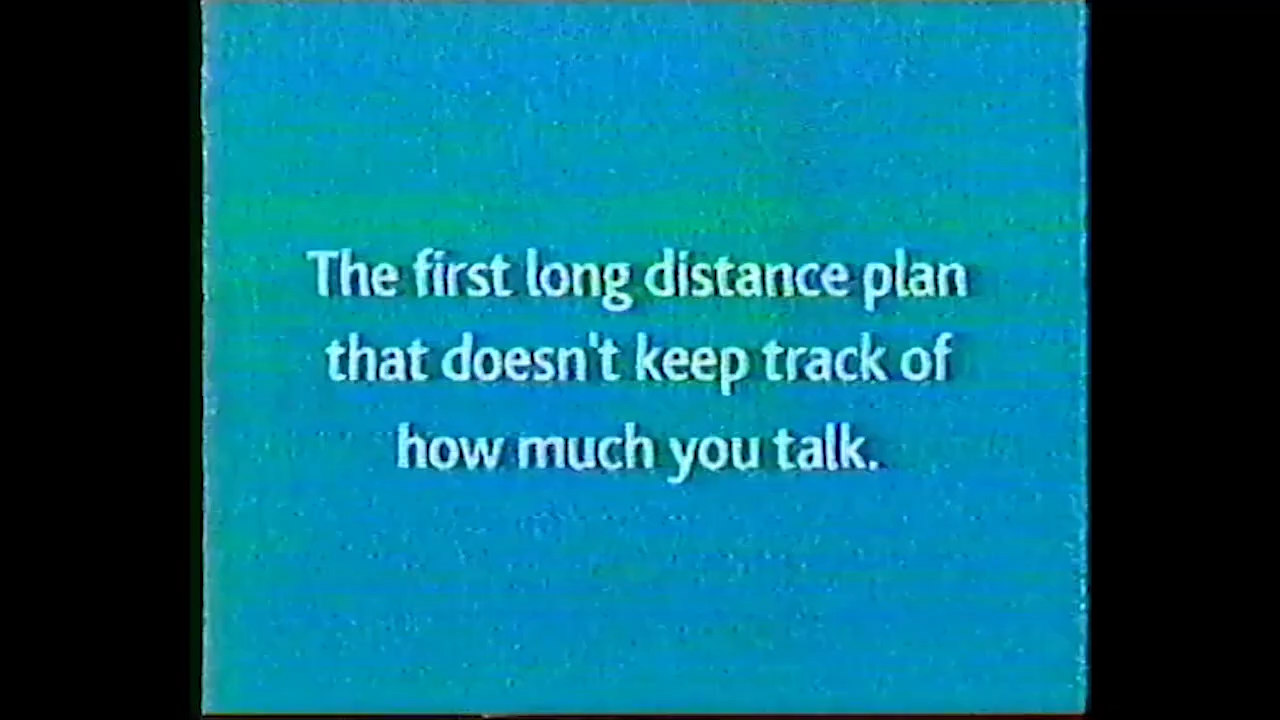 The first long distance plan
that doesn't keep track of
how much you talk.